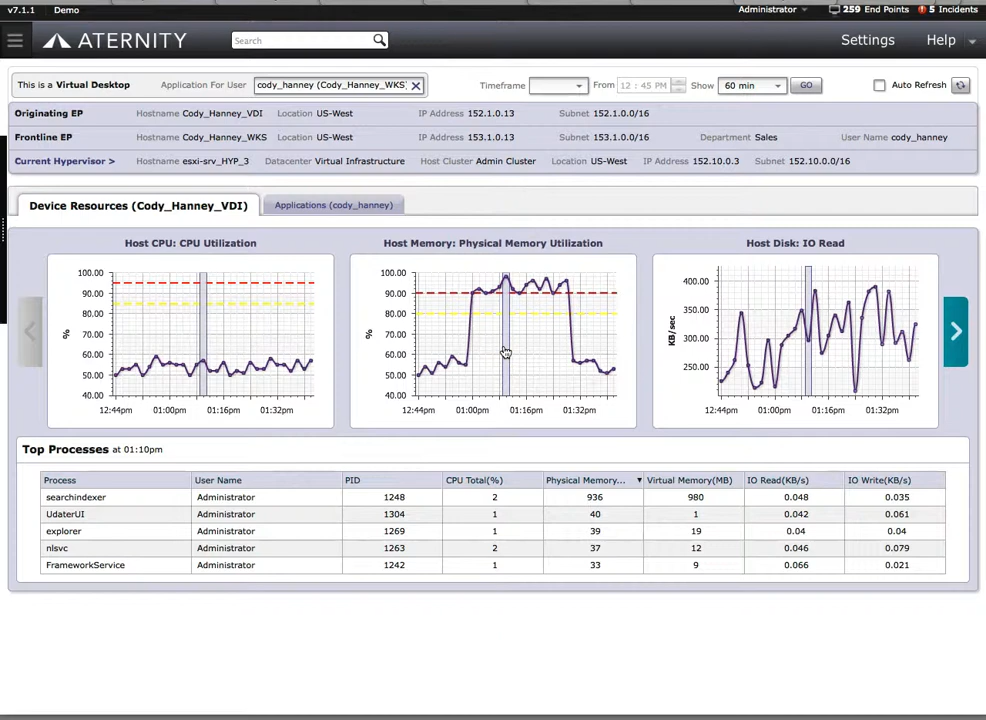 v7.1.1 Demo Administrator 259 End Points 5 Incidents
ATERNITY Search Settings Help
This is a Virtual Desktop Application For User cody_hanney (Cody_Hanney_WKS) Timeframe From 12 : 45 PM Show 60 min GO Auto Refresh
Originating EP Hostname Cody_Hanney_VDI Location US-West IP Address 152.1.0.13 Subnet 152.1.0.0/16
Frontline EP Hostname Cody_Hanney_WKS Location US-West IP Address 153.1.0.13 Subnet 153.1.0.0/16 Department Sales User Name cody_hanney
Current Hypervisor > Hostname esxi-srv_HYP_3 Datacenter Virtual Infrastructure Host Cluster Admin Cluster Location US-West IP Address 152.10.0.3 Subnet 152.10.0.0/16
Device Resources (Cody_Hanney_VDI) Applications (cody_hanney)
Host CPU: CPU Utilization
100.00
90.00
80.00
70.00
60.00
50.00
40.00
%
12:44pm 01:00pm 01:16pm 01:32pm
Host Memory: Physical Memory Utilization
100.00
90.00
80.00
70.00
60.00
50.00
40.00
%
12:44pm 01:00pm 01:16pm 01:32pm
Host Disk: IO Read
400.00
350.00
300.00
250.00
KB/sec
12:44pm 01:00pm 01:16pm 01:32pm
Top Processes at 01:10pm
Process User Name PID CPU Total(%) Physical Memory... Virtual Memory(MB) IO Read(KB/s) IO Write(KB/s)
searchindexer Administrator 1248 2 936 980 0.048 0.035
UdaterUI Administrator 1304 1 40 1 0.042 0.061
explorer Administrator 1269 1 39 19 0.04 0.04
nlsvc Administrator 1263 2 37 12 0.046 0.079
FrameworkService Administrator 1242 1 33 9 0.066 0.021